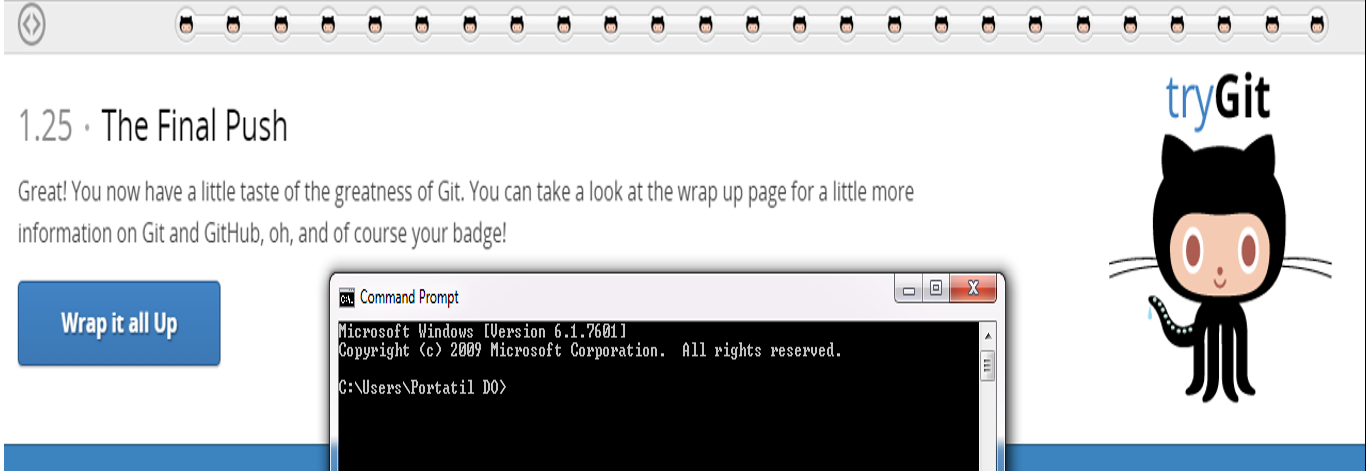 tryGit
1.25 · The Final Push
Great! You now have a little taste of the greatness of Git. You can take a look at the wrap up page for a little more
information on Git and GitHub, oh, and of course your badge!
Wrap it all Up
C:\.
Command Prompt
Microsoft Windows [Version 6.1.7601]
Copyright (c) 2009 Microsoft Corporation.  All rights reserved.
C:\Users\Portatil DO>